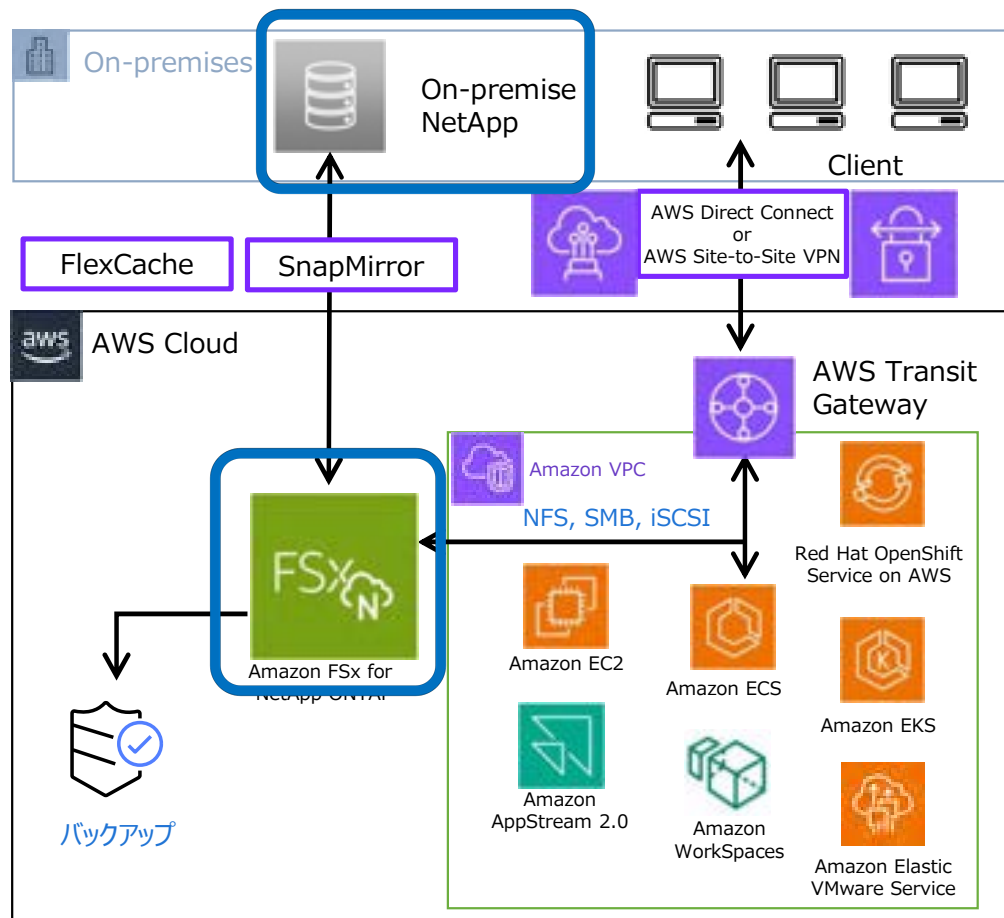 On-premises
On-premise
NetApp
Client
AWS Direct Connect
or
AWS Site-to-Site VPN
FlexCache
SnapMirror
aws
AWS Cloud
AWS Transit
Gateway
Amazon VPC
NFS, SMB, iSCSI
Red Hat OpenShift
Service on AWS
FSx
N
Amazon FSx for
NetApp ONTAP
Amazon EC2
Amazon ECS
K
Amazon EKS
Amazon
AppStream 2.0
Amazon
WorkSpaces
Amazon Elastic
VMware Service
バックアップ